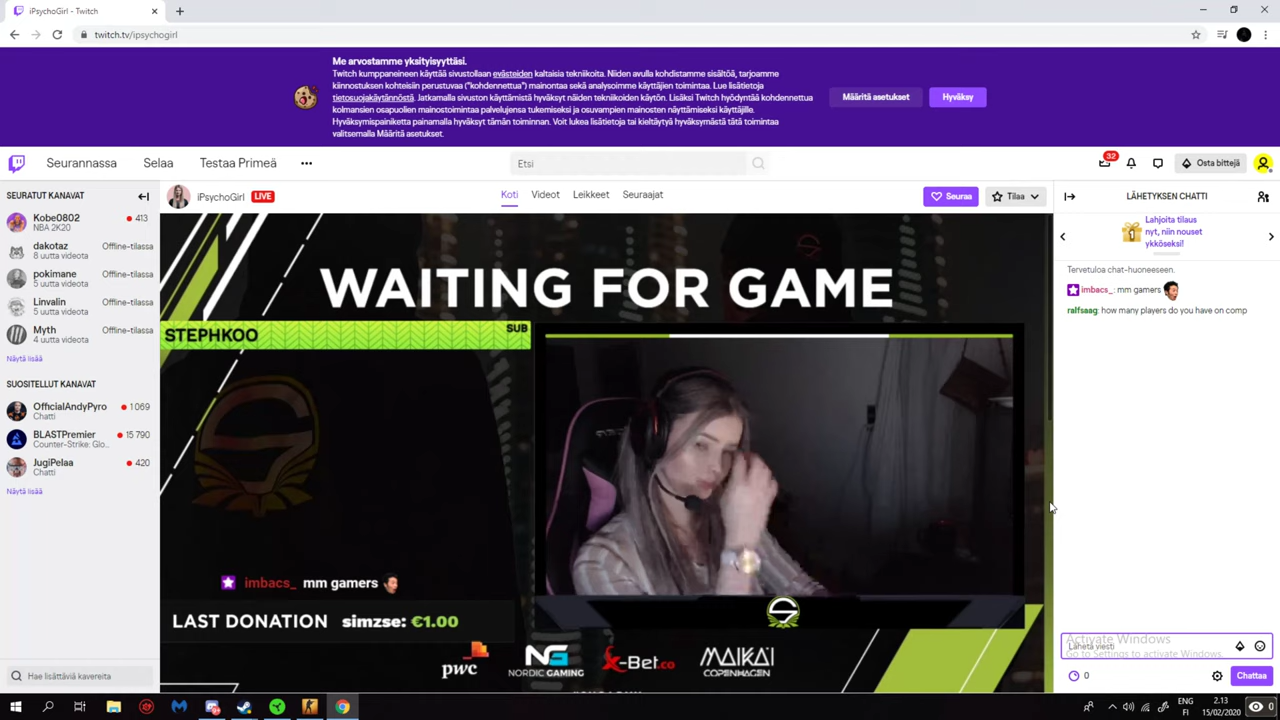 iPsychoGirl - Twitch
twitch.tv/ipsychogirl
Me arvostamme yksityisyyttäsi.
Twitch kumppaneineen käyttää sivustollaan evästeiden kaltaisia tekniikoita. Niiden avulla kohdistamme sisältöä, tarjoamme
kiinnostuksen kohteisiin perustuvaa ("kohdennettua") mainontaa sekä analysoimme käyttäjien toimintaa. Lue lisätietoja
tietosuojakäytännöstä. Jatkamalla sivuston käyttämistä hyväksyt näiden tekniikoiden käytön. Lisäksi Twitch hyödyntää kohdennettua
kolmansien osapuolien mainostoimintaa palvelujensa tukemiseksi ja osuvampien mainosten näyttämiseksi käyttäjille.
Hyväksymispainiketta painamalla hyväksyt tämän toiminnan. Voit lukea lisätietoja tai kieltäytyä hyväksymästä tätä toimintaa
valitsemalla Määritä asetukset.
Määritä asetukset
Hyväksy
Seurannassa
Selaa
Testaa Primeä
Etsi
32
Osta bittejä
SEURATUT KANAVAT
Kobe0802
413
NBA 2K20
dakotaz
Offline-tilassa
8 uutta videota
pokimane
Offline-tilassa
5 uutta videota
Linvalin
Offline-tilassa
5 uutta videota
Myth
Offline-tilassa
4 uutta videota
Näytä lisää
SUOSITELLUT KANAVAT
OfficialAndyPyro
1 069
Chatti
BLASTPremier
15 790
Counter-Strike: Glo...
JugiPelaa
420
Chatti
Näytä lisää
Hae lisättäviä kavereita
iPsychoGirl
LIVE
Koti
Videot
Leikkeet
Seuraajat
Seuraa
Tilaa
WAITING FOR GAME
STEPHKOO
SUB
imbacs_ mm gamers
LAST DONATION simzse: €1.00
pwc
NG
NORDIC GAMING
X-Bet.co
MAIKAI
COPENHAGEN
LÄHETYKSEN CHATTI
1
Lahjoita tilaus
nyt, niin nouset
ykköseksi!
Tervetuloa chat-huoneeseen.
imbacs_: mm gamers
ralfsaag: how many players do you have on comp
Activate Windows
Lähetä viesti
Go to Settings to activate Windows.
0
Chattaa
ENG
FI
2.13
15/02/2020
0